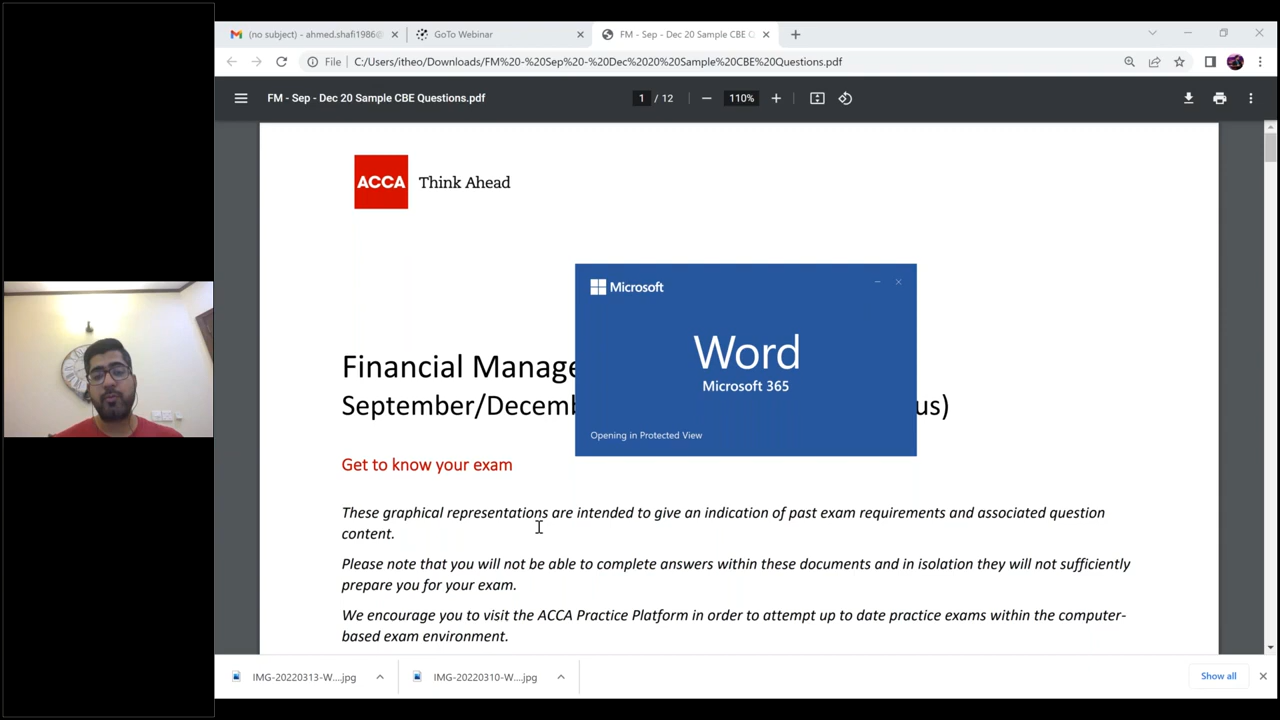 (no subject) - ahmed.shafi1986@
GoTo Webinar
FM - Sep - Dec 20 Sample CBE Q
File
C:/Users/itheo/Downloads/FM%20-%20Sep%20-%20Dec%2020%20Sample%20CBE%20Questions.pdf
FM - Sep - Dec 20 Sample CBE Questions.pdf
1 / 12
110%
ACCA
Think Ahead
Microsoft
Word
Microsoft 365
Opening in Protected View
Financial Manage
September/Decemb us)
Get to know your exam
These graphical representations are intended to give an indication of past exam requirements and associated question
content.
Please note that you will not be able to complete answers within these documents and in isolation they will not sufficiently
prepare you for your exam.
We encourage you to visit the ACCA Practice Platform in order to attempt up to date practice exams within the computer-
based exam environment.
IMG-20220313-W....jpg
IMG-20220310-W....jpg
Show all